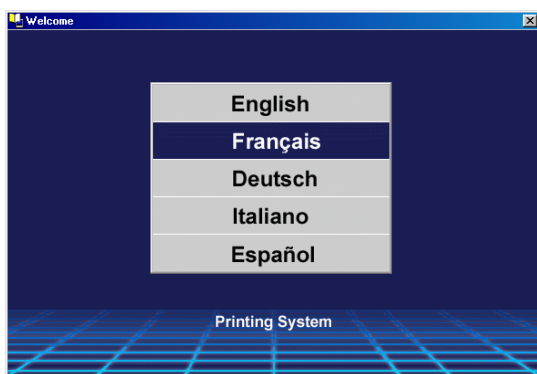 Welcome
English
Français
Deutsch
Italiano
Español
Printing System